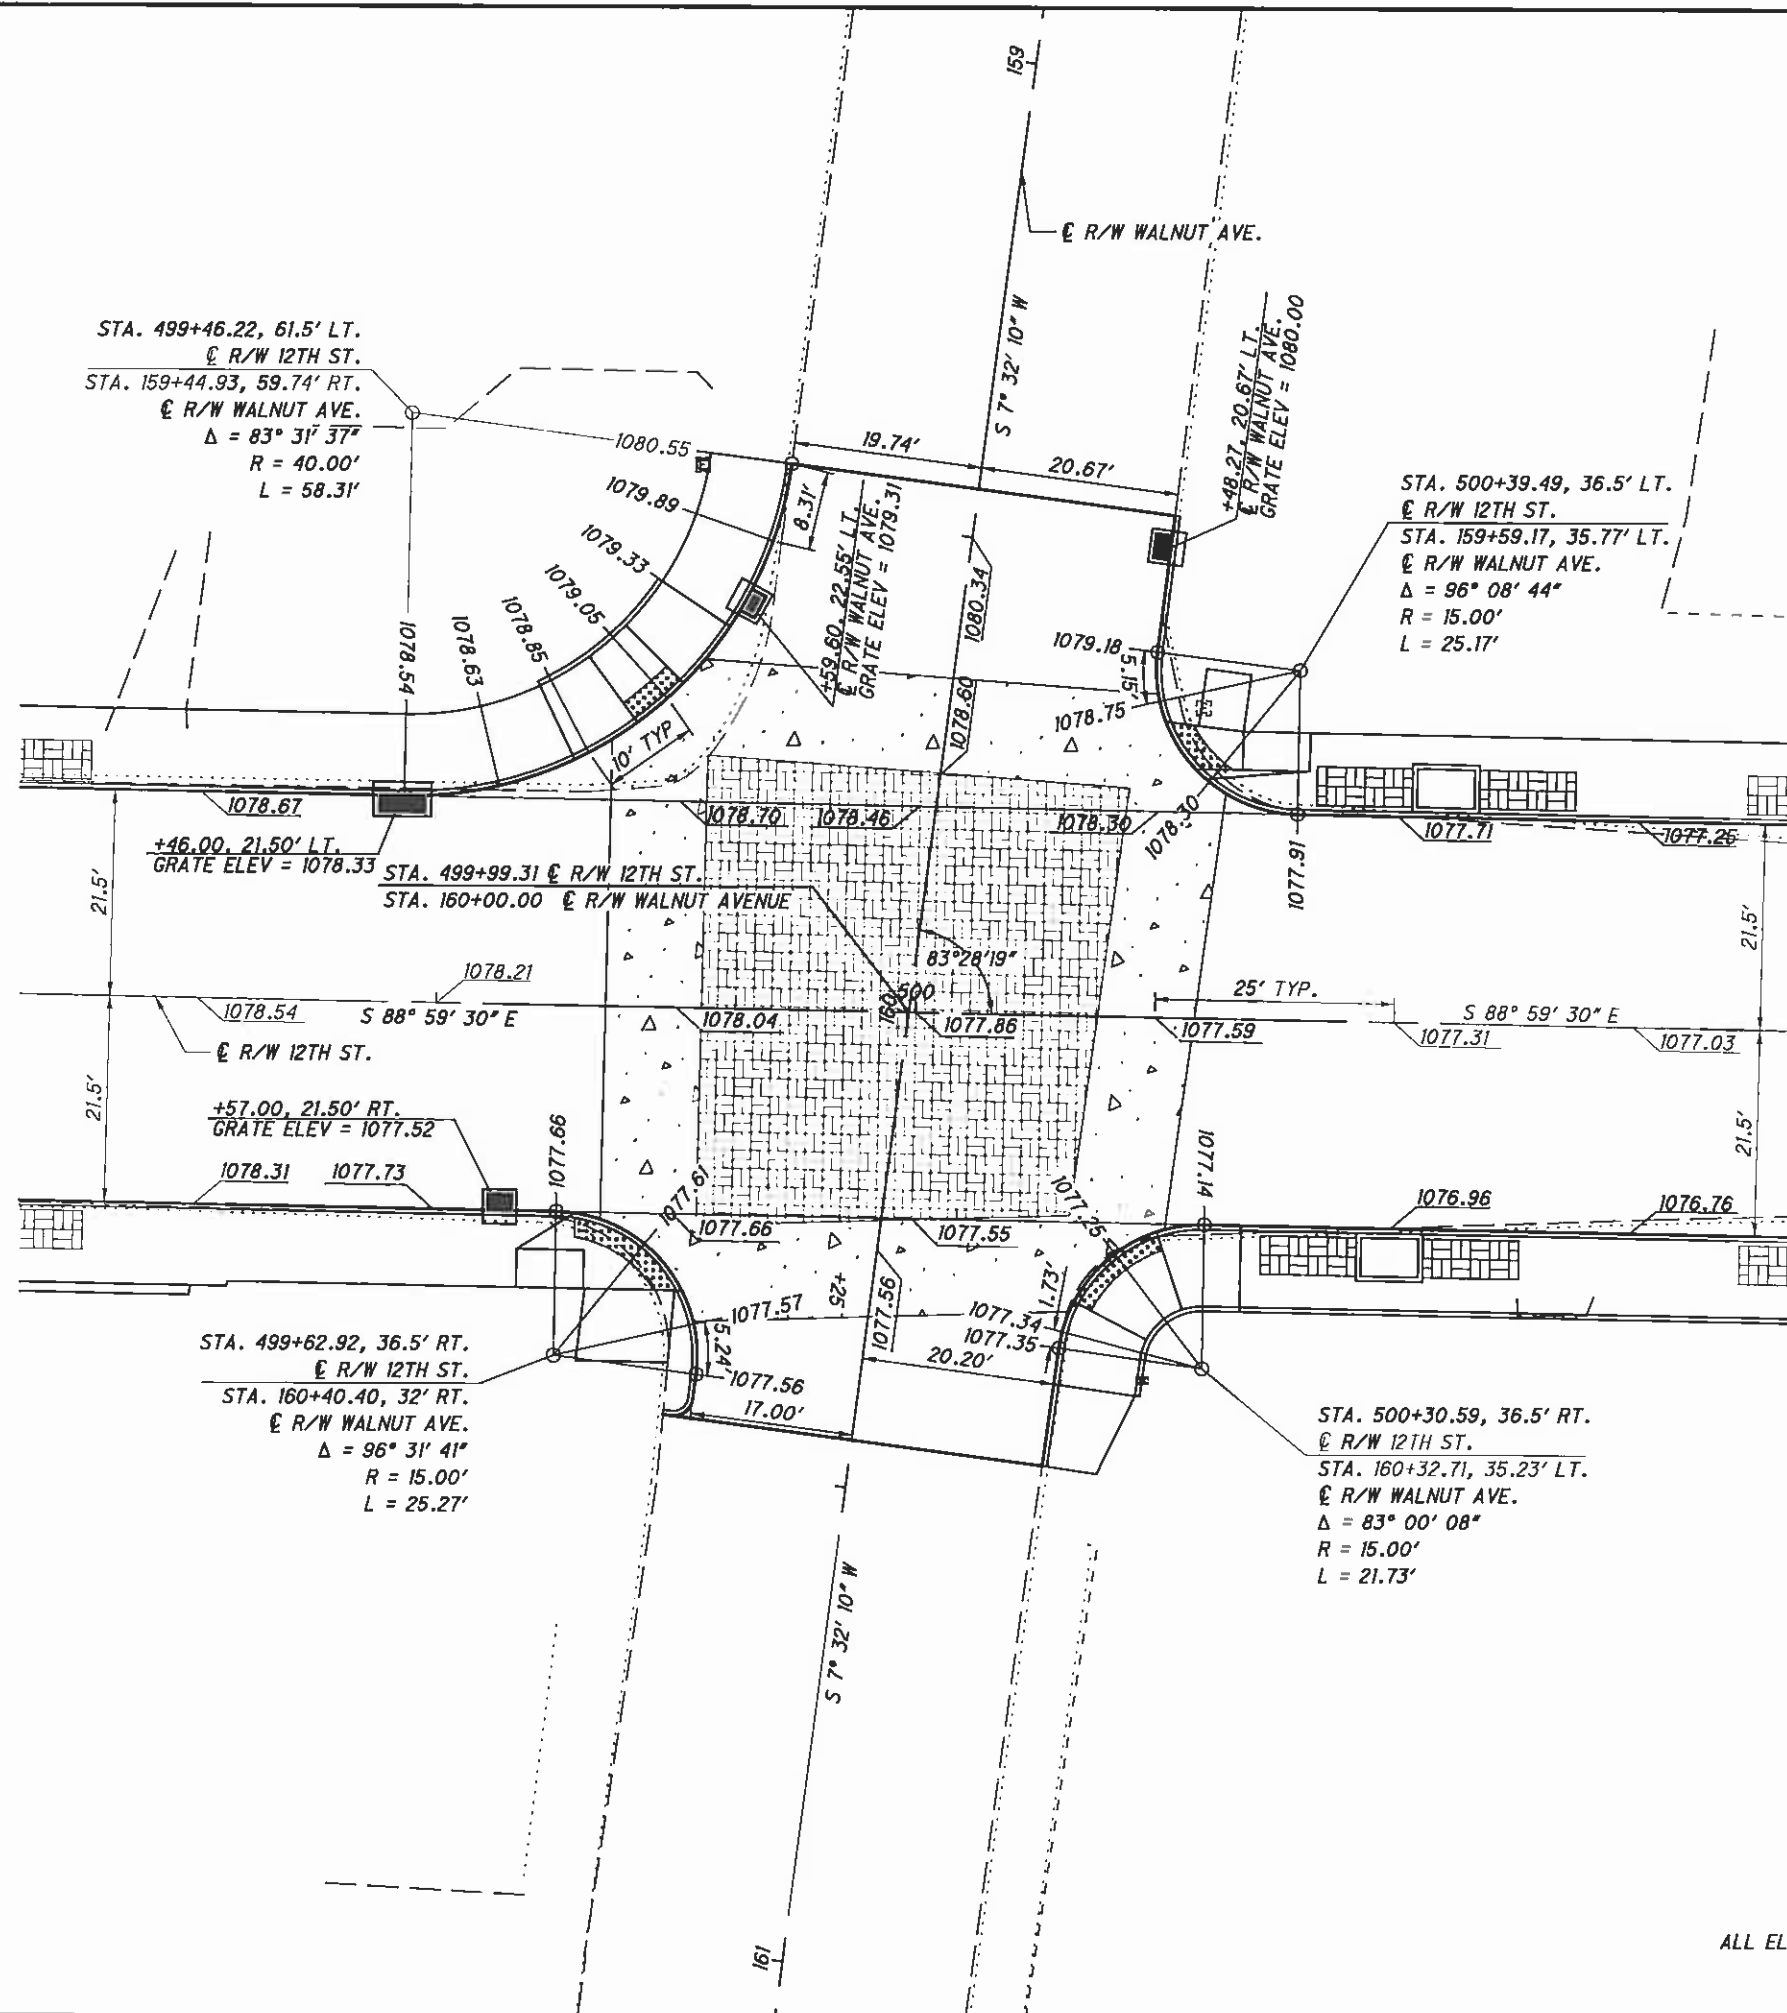 159
℄ R/W WALNUT AVE.
S 7° 32' 10" W
STA. 499+46.22, 61.5' LT.
℄ R/W 12TH ST.
STA. 159+44.93, 59.74' RT.
℄ R/W WALNUT AVE.
Δ = 83° 31' 37"
R = 40.00'
L = 58.31'
+48.27, 20.67' LT.
℄ R/W WALNUT AVE.
GRATE ELEV = 1080.00
STA. 500+39.49, 36.5' LT.
℄ R/W 12TH ST.
STA. 159+59.17, 35.77' LT.
℄ R/W WALNUT AVE.
Δ = 96° 08' 44"
R = 15.00'
L = 25.17'
1080.55
19.74'
20.67'
1079.89
8.31'
1079.33
1079.05
1078.85
1078.63
1078.54
+59.60, 22.55' LT.
℄ R/W WALNUT AVE.
GRATE ELEV = 1079.31
1080.34
1079.18
5.15'
1078.75
1078.60
10' TYP
1078.67
1078.70
1078.46
1078.30
1078.30
1077.91
1077.71
1077.25
+46.00, 21.50' LT.
GRATE ELEV = 1078.33
STA. 499+99.31 ℄ R/W 12TH ST.
STA. 160+00.00 ℄ R/W WALNUT AVENUE
21.5'
21.5'
83°28'19"
1078.21
1078.54
S 88° 59' 30" E
℄ R/W 12TH ST.
1078.04
160
500
1077.86
25' TYP.
1077.59
S 88° 59' 30" E
1077.31
1077.03
21.5'
21.5'
+57.00, 21.50' RT.
GRATE ELEV = 1077.52
1078.31
1077.73
1077.66
1077.61
1077.66
1077.55
1077.25
1077.14
1076.96
1076.76
+25
1077.56
1077.57
5.24'
1077.56
17.00'
1.73'
1077.34
1077.35
20.20'
STA. 499+62.92, 36.5' RT.
℄ R/W 12TH ST.
STA. 160+40.40, 32' RT.
℄ R/W WALNUT AVE.
Δ = 96° 31' 41"
R = 15.00'
L = 25.27'
STA. 500+30.59, 36.5' RT.
℄ R/W 12TH ST.
STA. 160+32.71, 35.23' LT.
℄ R/W WALNUT AVE.
Δ = 83° 00' 08"
R = 15.00'
L = 21.73'
S 7° 32' 10" W
161
ALL EL